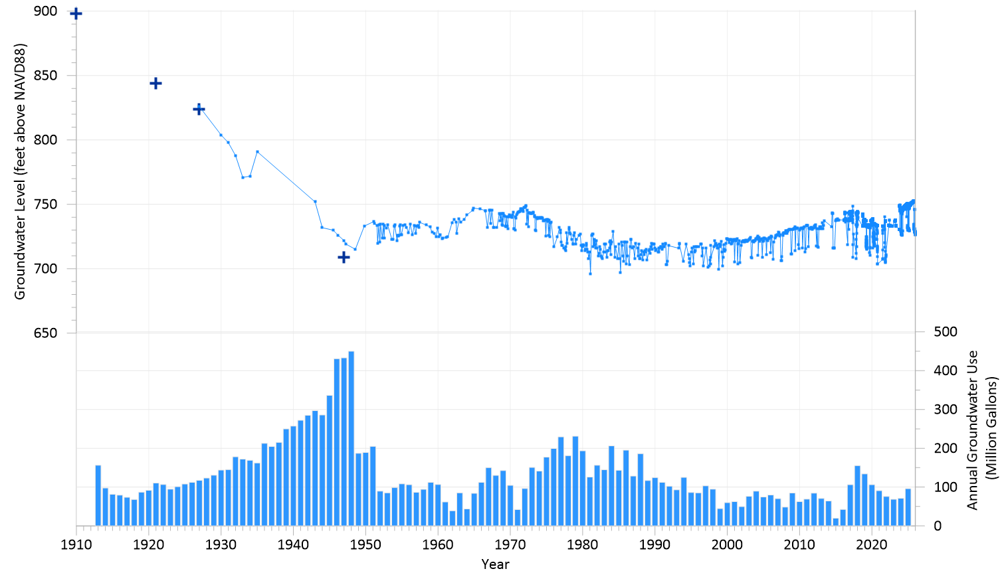 900
850
800
750
700
650
Groundwater Level (feet above NAVD88)
500
400
300
200
100
0
Annual Groundwater Use
(Million Gallons)
1910 1920 1930 1940 1950 1960 1970 1980 1990 2000 2010 2020
Year